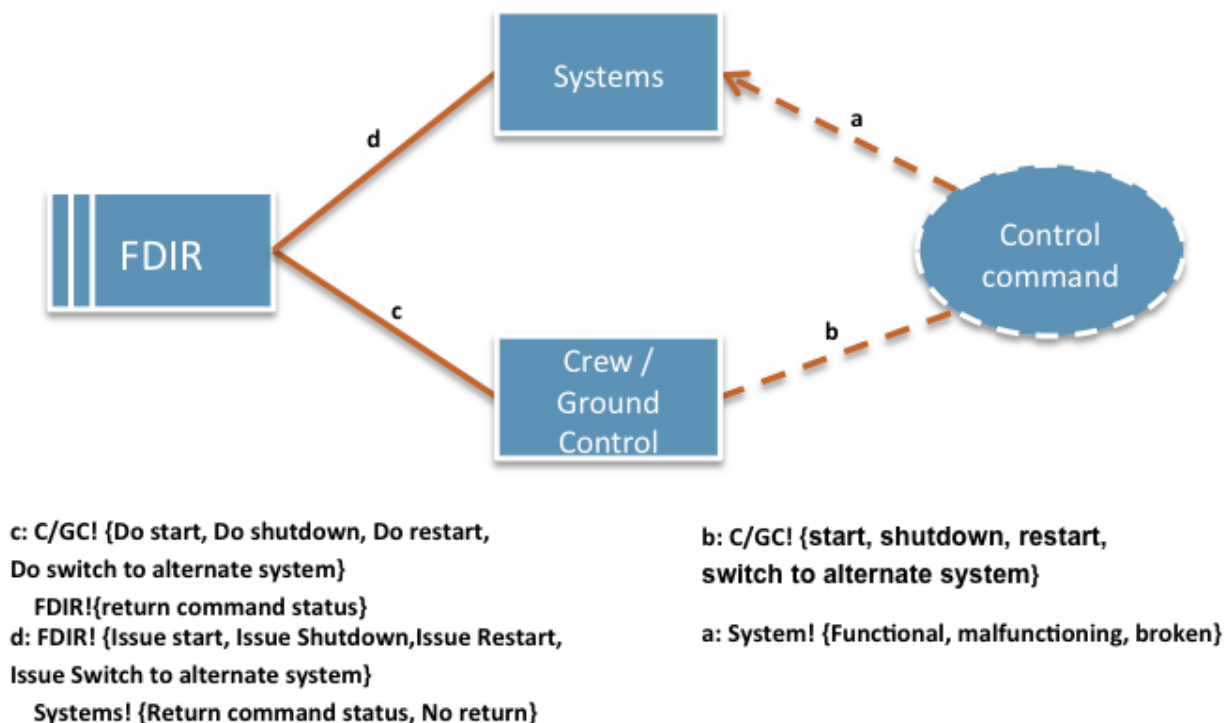 Systems
a
d
FDIR
Control
command
c
b
Crew /
Ground
Control
c: C/GC! {Do start, Do shutdown, Do restart,
Do switch to alternate system}
FDIR!{return command status}
d: FDIR! {Issue start, Issue Shutdown,Issue Restart,
Issue Switch to alternate system}
Systems! {Return command status, No return}
b: C/GC! {start, shutdown, restart,
switch to alternate system}
a: System! {Functional, malfunctioning, broken}